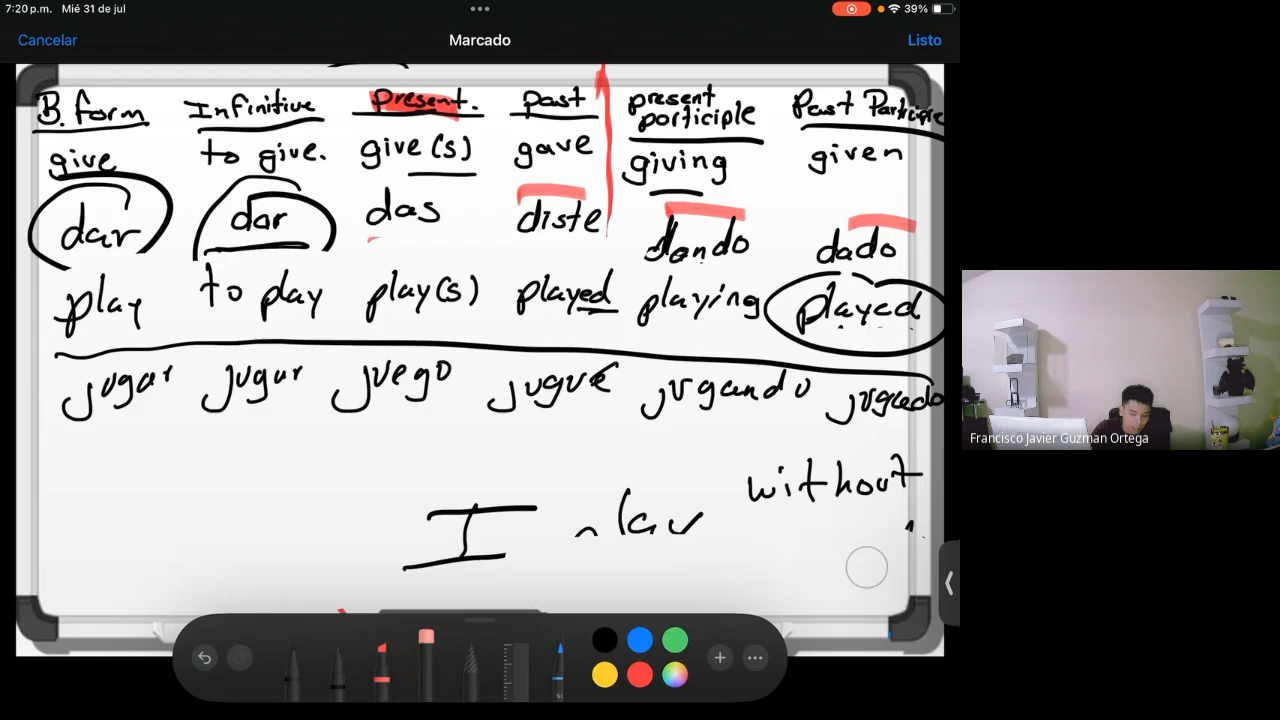 7:20 p.m. Mié 31 de jul
39%
Cancelar
Marcado
Listo
B. form Infinitive present. past present participle Past Participle
give to give. give(s) gave giving given
dar dar das diste dando dado
play to play play(s) played playing played
jugar jugar juego jugué jugando jugado
without
I
Francisco Javier Guzman Ortega